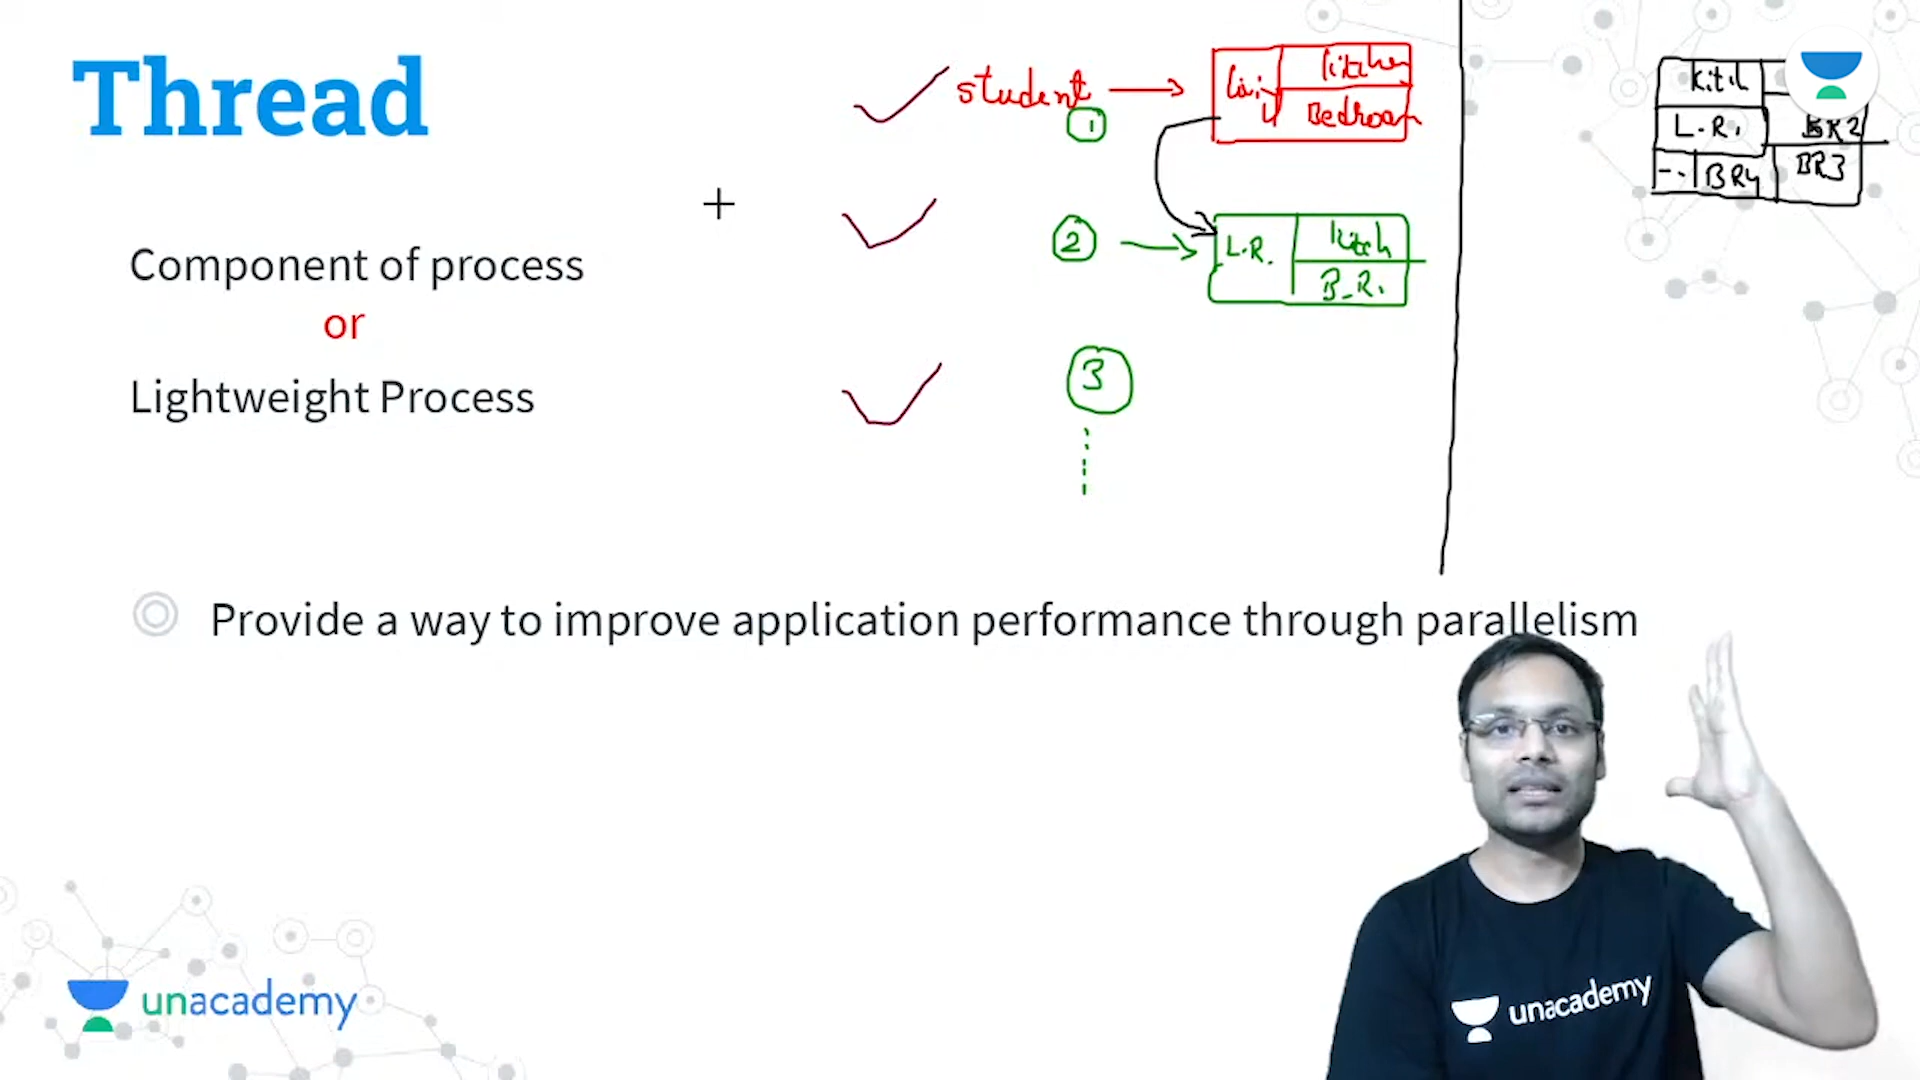 Thread
Component of process
or
Lightweight Process
+
student
1
kitchen
Bedroom
2
L.R.
kitch
B.R.
3
Kitch
L.R.
BR2
BR4
BR3
Provide a way to improve application performance through parallelism
unacademy
unacademy